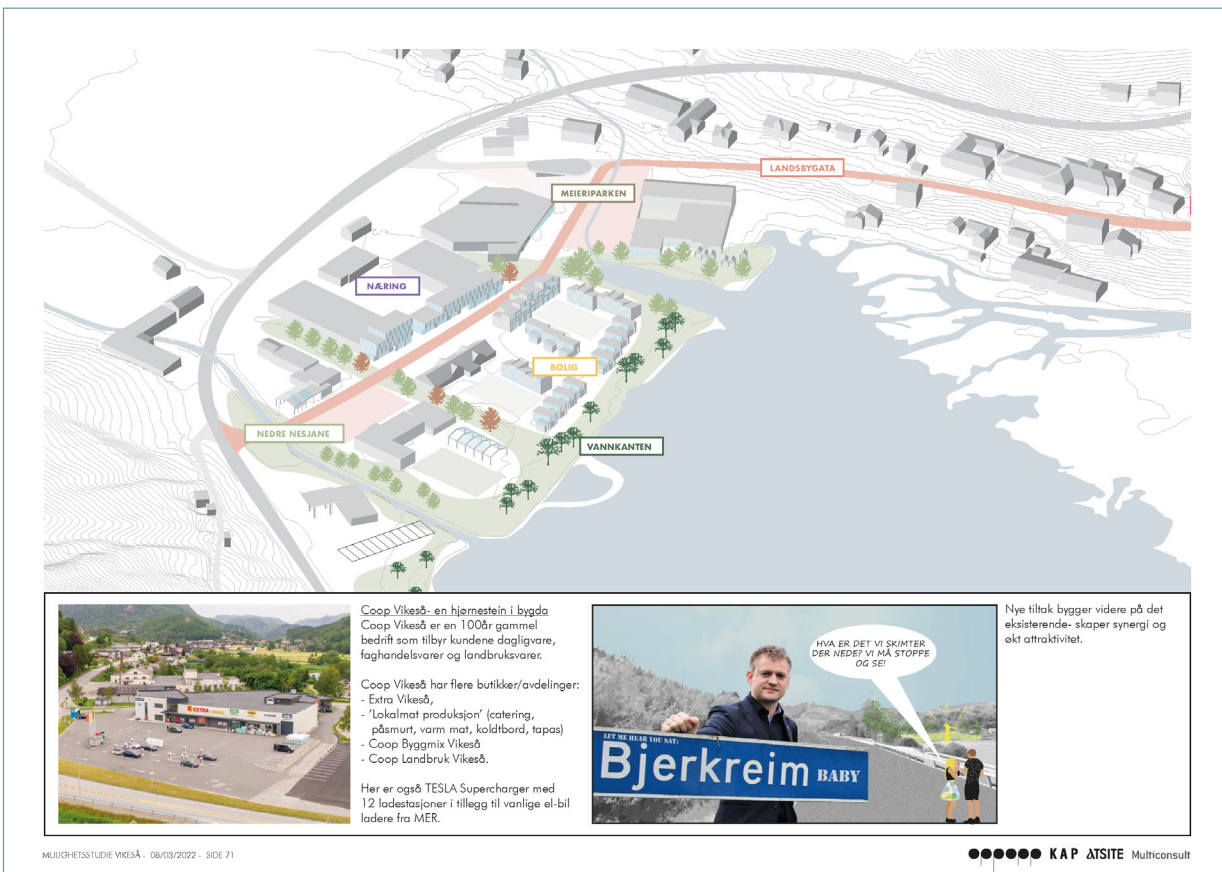 LANDSBYGATA
MEIERIPARKEN
NÆRING
BOLIG
NEDRE NESJANE
VANNKANTEN
Coop Vikeså- en hjørnestein i bygda
Coop Vikeså er en 100år gammel
bedrift som tilbyr kundene dagligvare,
faghandelsvarer og landbruksvarer.
Coop Vikeså har flere butikker/avdelinger:
- Extra Vikeså,
- 'Lokalmat produksjon' (catering,
påsmurt, varm mat, koldtbord, tapas)
- Coop Byggmix Vikeså
- Coop Landbruk Vikeså.
Her er også TESLA Supercharger med
12 ladestasjoner i tillegg til vanlige el-bil
ladere fra MER.
EXTRA
HVA ER DET VI SKIMTER
DER NEDE? VI MÅ STOPPE
OG SE!
LET ME HEAR YOU SAY:
Bjerkreim BABY
Nye tiltak bygger videre på det
eksisterende- skaper synergi og
økt attraktivitet.
MULIGHETSSTUDIE VIKESÅ - 08/03/2022 - SIDE 71
KAP ATSITE Multiconsult